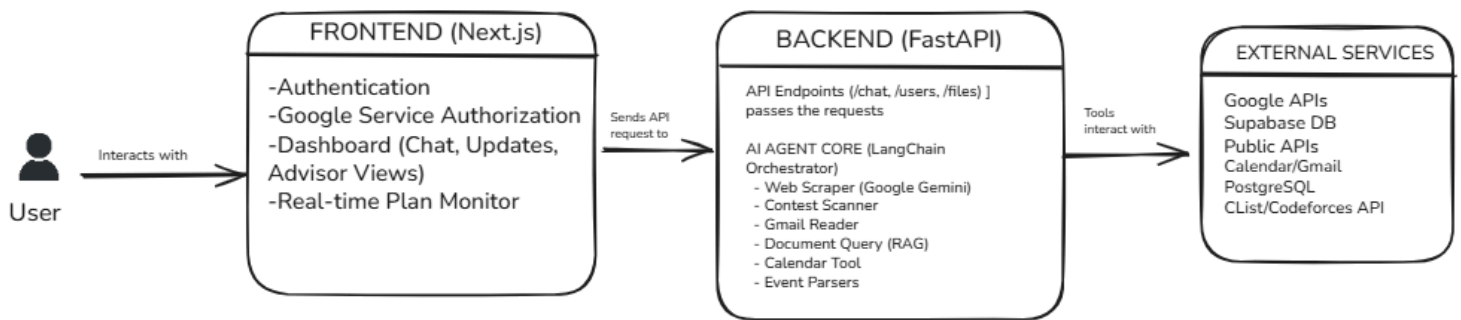 User
Interacts with
FRONTEND (Next.js)
-Authentication
-Google Service Authorization
-Dashboard (Chat, Updates,
Advisor Views)
-Real-time Plan Monitor
Sends API
request to
BACKEND (FastAPI)
API Endpoints (/chat, /users, /files) ]
passes the requests
AI AGENT CORE (LangChain
Orchestrator)
- Web Scraper (Google Gemini)
- Contest Scanner
- Gmail Reader
- Document Query (RAG)
- Calendar Tool
- Event Parsers
Tools
interact with
EXTERNAL SERVICES
Google APIs
Supabase DB
Public APIs
Calendar/Gmail
PostgreSQL
CList/Codeforces API